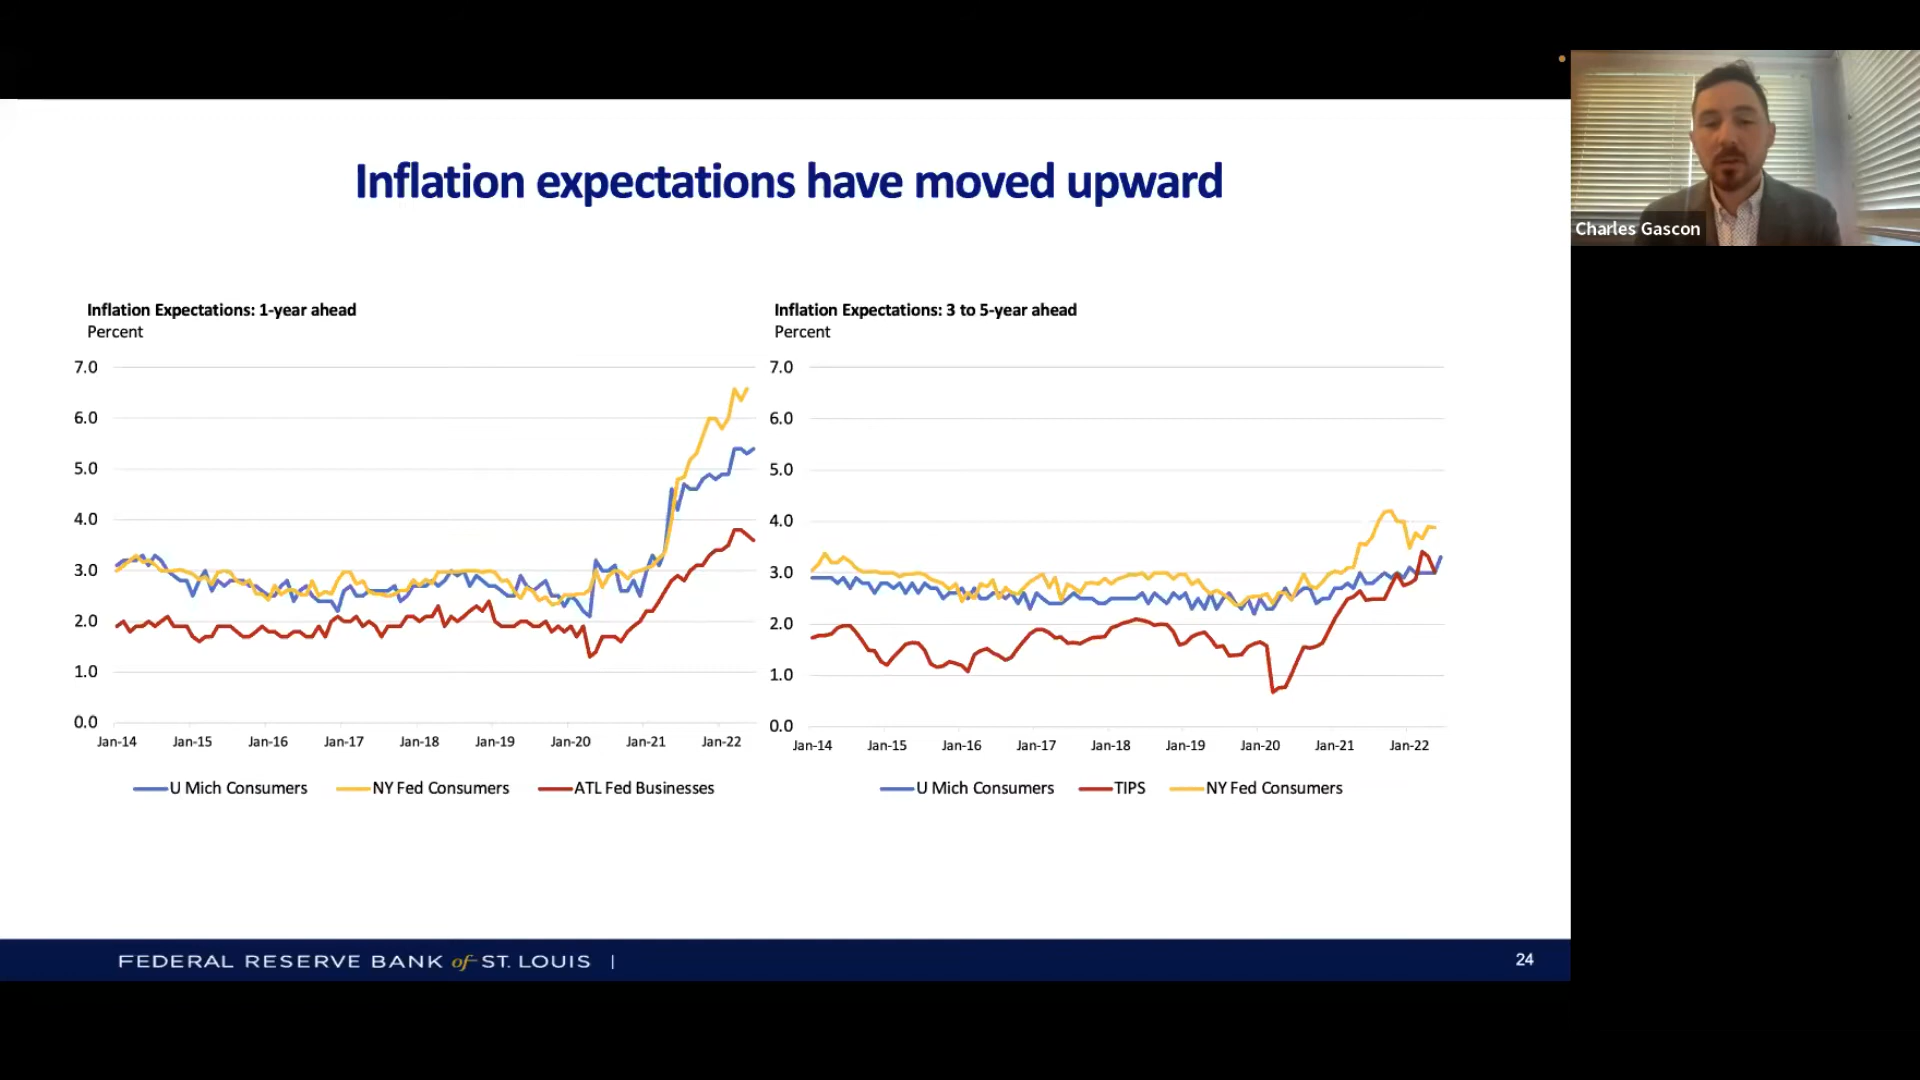 Inflation expectations have moved upward
Charles Gascon
Inflation Expectations: 1-year ahead
Percent
7.0
6.0
5.0
4.0
3.0
2.0
1.0
0.0
Jan-14 Jan-15 Jan-16 Jan-17 Jan-18 Jan-19 Jan-20 Jan-21 Jan-22
U Mich Consumers NY Fed Consumers ATL Fed Businesses
Inflation Expectations: 3 to 5-year ahead
Percent
7.0
6.0
5.0
4.0
3.0
2.0
1.0
0.0
Jan-14 Jan-15 Jan-16 Jan-17 Jan-18 Jan-19 Jan-20 Jan-21 Jan-22
U Mich Consumers TIPS NY Fed Consumers
FEDERAL RESERVE BANK of ST. LOUIS |
24